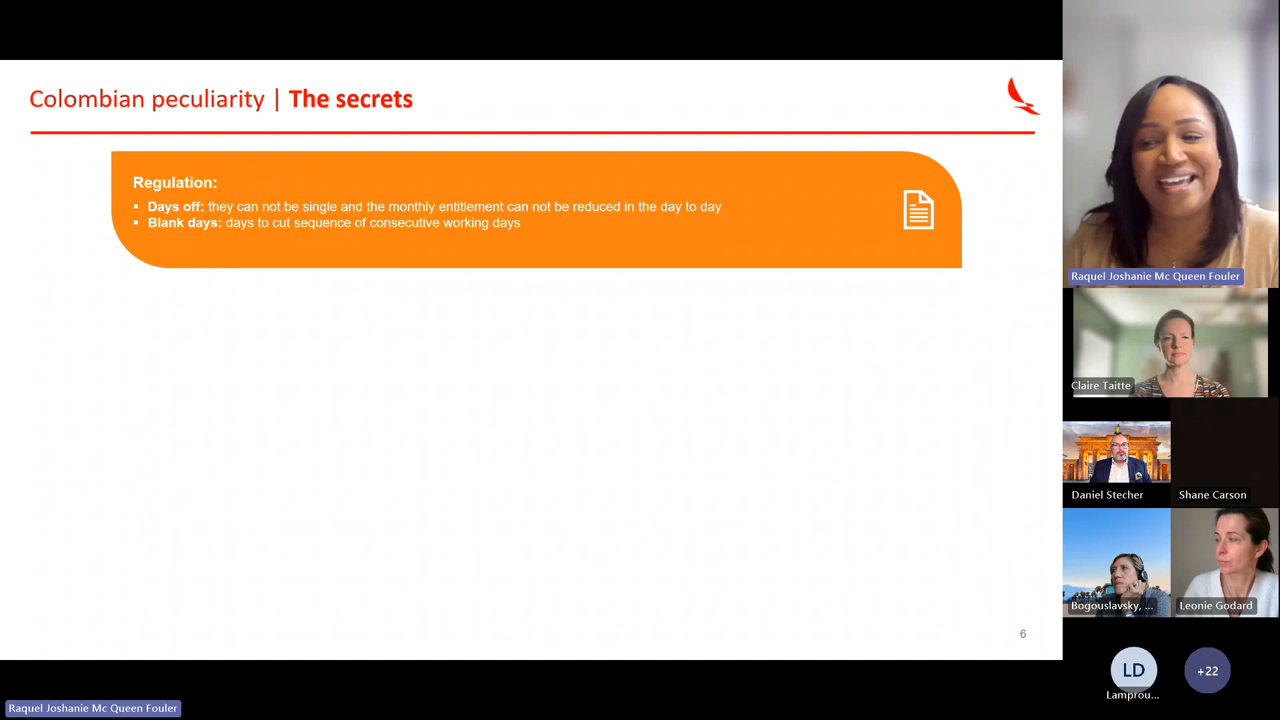 Colombian peculiarity | The secrets
Regulation:
▪ Days off: they can not be single and the monthly entitlement can not be reduced in the day to day
▪ Blank days: days to cut sequence of consecutive working days
6
Raquel Joshanie Mc Queen Fouler
Claire Taitte
Daniel Stecher
Shane Carson
Bogouslavsky, ...
Leonie Godard
LD
Lamprou...
+22
Raquel Joshanie Mc Queen Fouler